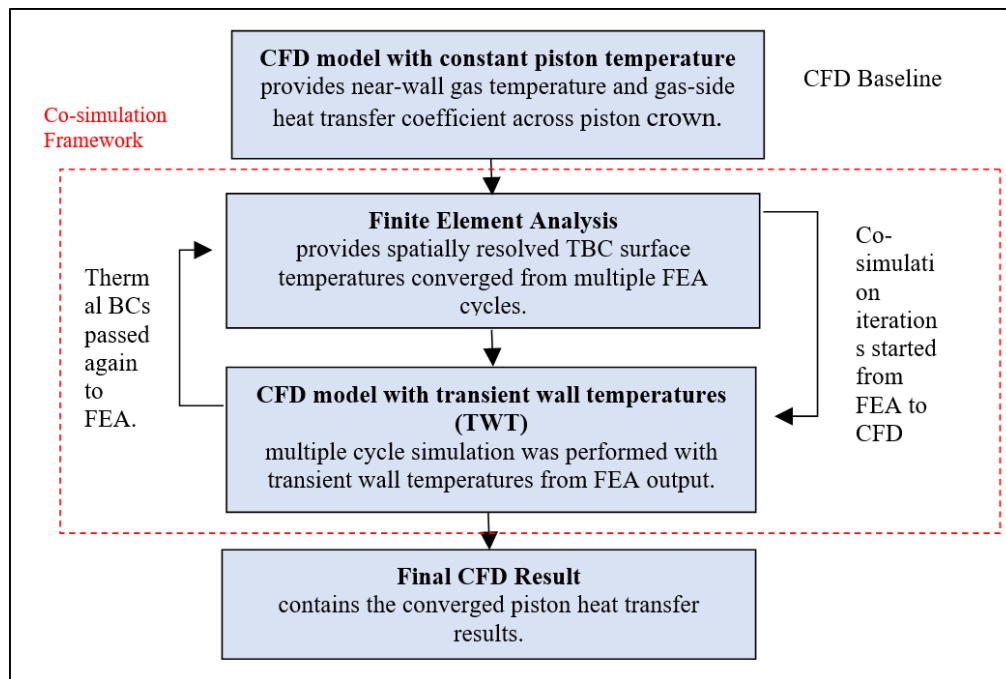 CFD model with constant piston temperature
provides near-wall gas temperature and gas-side
heat transfer coefficient across piston crown.
CFD Baseline
Co-simulation
Framework
Finite Element Analysis
provides spatially resolved TBC surface
temperatures converged from multiple FEA
cycles.
Therm
al BCs
passed
again
to
FEA.
Co-
simulati
on
iteration
s started
from
FEA to
CFD
CFD model with transient wall temperatures
(TWT)
multiple cycle simulation was performed with
transient wall temperatures from FEA output.
Final CFD Result
contains the converged piston heat transfer
results.